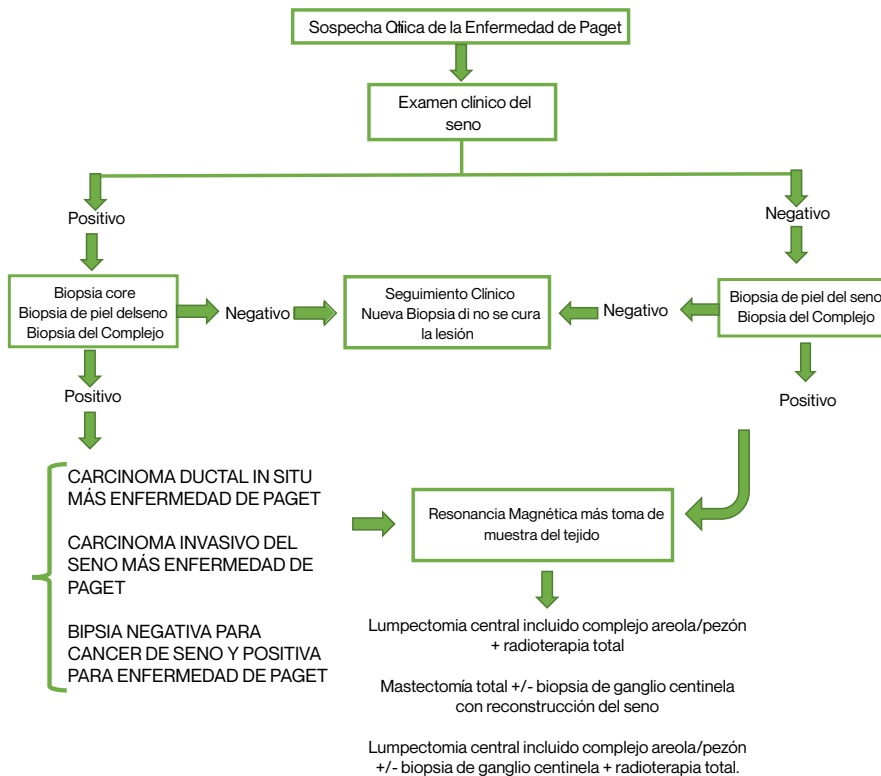 Sospecha Clínica de la Enfermedad de Paget
Examen clínico del
seno
Positivo
Negativo
Biopsia core
Biopsia de piel delseno
Biopsia del Complejo
Negativo
Seguimiento Clínico
Nueva Biopsia di no se cura
la lesión
Negativo
Biopsia de piel del seno
Biopsia del Complejo
Positivo
Positivo
CARCINOMA DUCTAL IN SITU
MÁS ENFERMEDAD DE PAGET
CARCINOMA INVASIVO DEL
SENO MÁS ENFERMEDAD DE
PAGET
BIPSIA NEGATIVA PARA
CANCER DE SENO Y POSITIVA
PARA ENFERMEDAD DE PAGET
Resonancia Magnética más toma de
muestra del tejido
Lumpectomia central incluido complejo areola/pezón
+ radioterapia total
Mastectomía total +/- biopsia de ganglio centinela
con reconstrucción del seno
Lumpectomia central incluido complejo areola/pezón
+/- biopsia de ganglio centinela + radioterapia total.